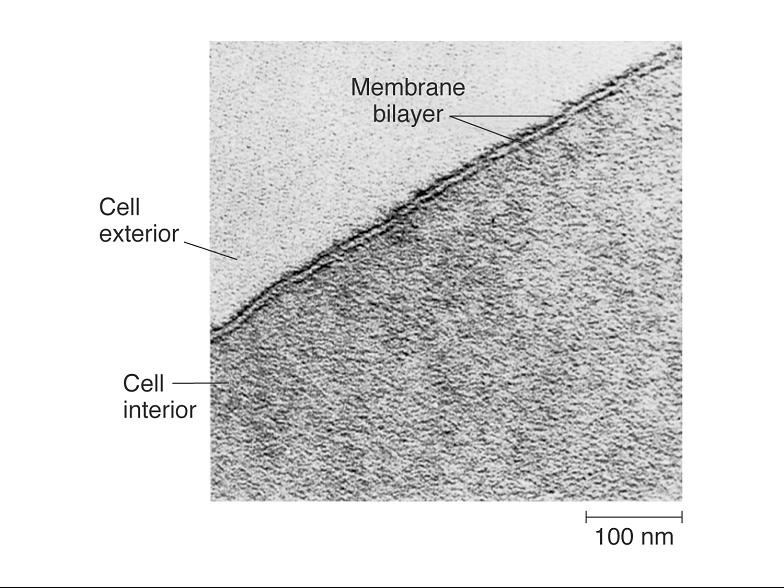 Membrane
bilayer
Cell
exterior
Cell
interior
100 nm